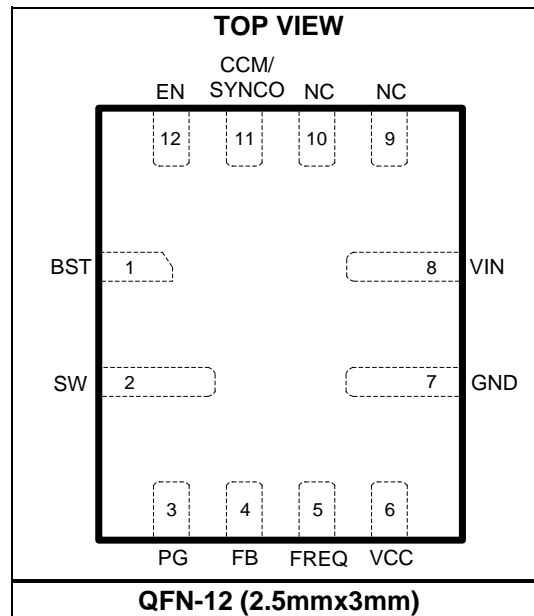 TOP VIEW
CCM/
EN SYNCO NC NC
12 11 10 9
BST 1 8 VIN
SW 2 7 GND
3 4 5 6
PG FB FREQ VCC
QFN-12 (2.5mmx3mm)